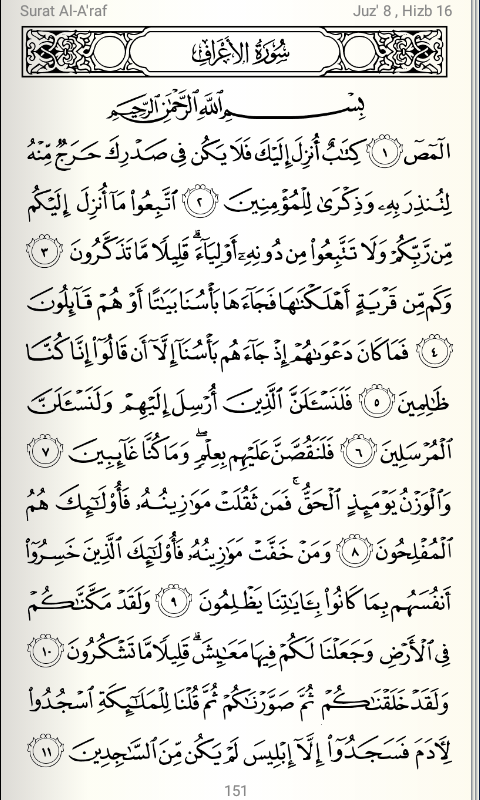 Surat Al-A'raf
Juz' 8 , Hizb 16
سُورَةُ الأَعْرَافِ
بِسْمِ ٱللَّهِ ٱلرَّحْمَٰنِ ٱلرَّحِيمِ
الٓمٓصٓ ١ كِتَٰبٌ أُنزِلَ إِلَيْكَ فَلَا يَكُن فِى صَدْرِكَ حَرَجٌ مِّنْهُ
لِتُنذِرَ بِهِۦ وَذِكْرَىٰ لِلْمُؤْمِنِينَ ٢ ٱتَّبِعُوا۟ مَآ أُنزِلَ إِلَيْكُم
مِّن رَّبِّكُمْ وَلَا تَتَّبِعُوا۟ مِن دُونِهِۦٓ أَوْلِيَآءَ ۗ قَلِيلًا مَّا تَذَكَّرُونَ ٣
وَكَم مِّن قَرْيَةٍ أَهْلَكْنَٰهَا فَجَآءَهَا بَأْسُنَا بَيَٰتًا أَوْ هُمْ قَآئِلُونَ
٤ فَمَا كَانَ دَعْوَىٰهُمْ إِذْ جَآءَهُم بَأْسُنَآ إِلَّآ أَن قَالُوٓا۟ إِنَّا كُنَّا
ظَٰلِمِينَ ٥ فَلَنَسْـَٔلَنَّ ٱلَّذِينَ أُرْسِلَ إِلَيْهِمْ وَلَنَسْـَٔلَنَّ
ٱلْمُرْسَلِينَ ٦ فَلَنَقُصَّنَّ عَلَيْهِم بِعِلْمٍ ۖ وَمَا كُنَّا غَآئِبِينَ ٧
وَٱلْوَزْنُ يَوْمَئِذٍ ٱلْحَقُّ ۚ فَمَن ثَقُلَتْ مَوَٰزِينُهُۥ فَأُو۟لَٰٓئِكَ هُمُ
ٱلْمُفْلِحُونَ ٨ وَمَنْ خَفَّتْ مَوَٰزِينُهُۥ فَأُو۟لَٰٓئِكَ ٱلَّذِينَ خَسِرُوٓا۟
أَنفُسَهُم بِمَا كَانُوا۟ بِـَٔايَٰتِنَا يَظْلِمُونَ ٩ وَلَقَدْ مَكَّنَّٰكُمْ
فِى ٱلْأَرْضِ وَجَعَلْنَا لَكُمْ فِيهَا مَعَٰيِشَ ۗ قَلِيلًا مَّا تَشْكُرُونَ ١٠
وَلَقَدْ خَلَقْنَٰكُمْ ثُمَّ صَوَّرْنَٰكُمْ ثُمَّ قُلْنَا لِلْمَلَٰٓئِكَةِ ٱسْجُدُوا۟
لِـَٔادَمَ فَسَجَدُوٓا۟ إِلَّآ إِبْلِيسَ لَمْ يَكُن مِّنَ ٱلسَّٰجِدِينَ ١١
151